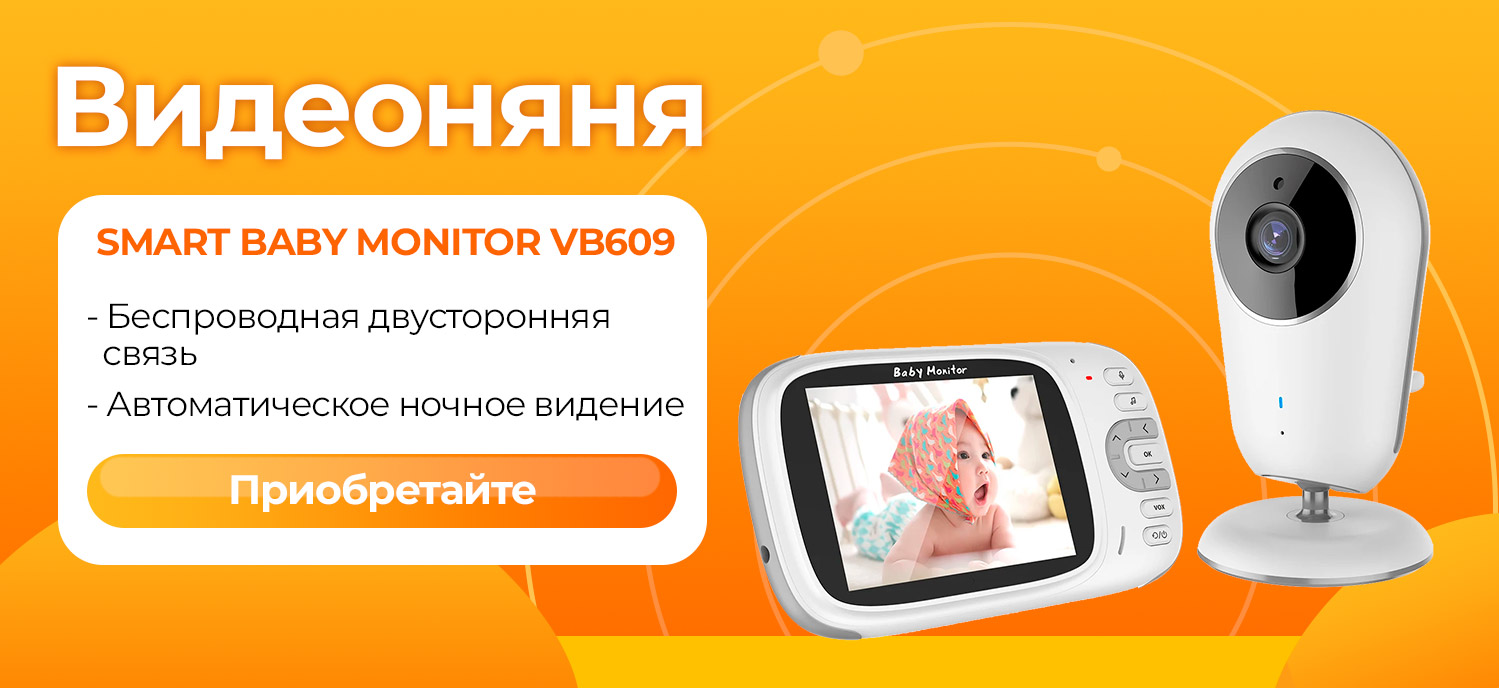 Видеоняня
SMART BABY MONITOR VB609
- Беспроводная двусторонняя
связь
- Автоматическое ночное видение
Приобретайте
Baby Monitor
OK
VOX